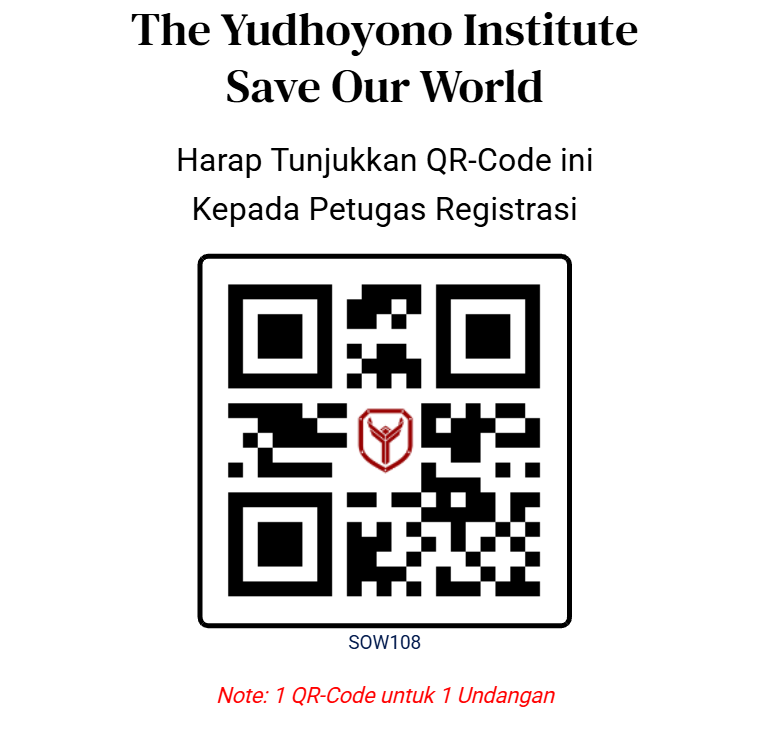 The Yudhoyono Institute
Save Our World
Harap Tunjukkan QR-Code ini
Kepada Petugas Registrasi
SOW108
Note: 1 QR-Code untuk 1 Undangan